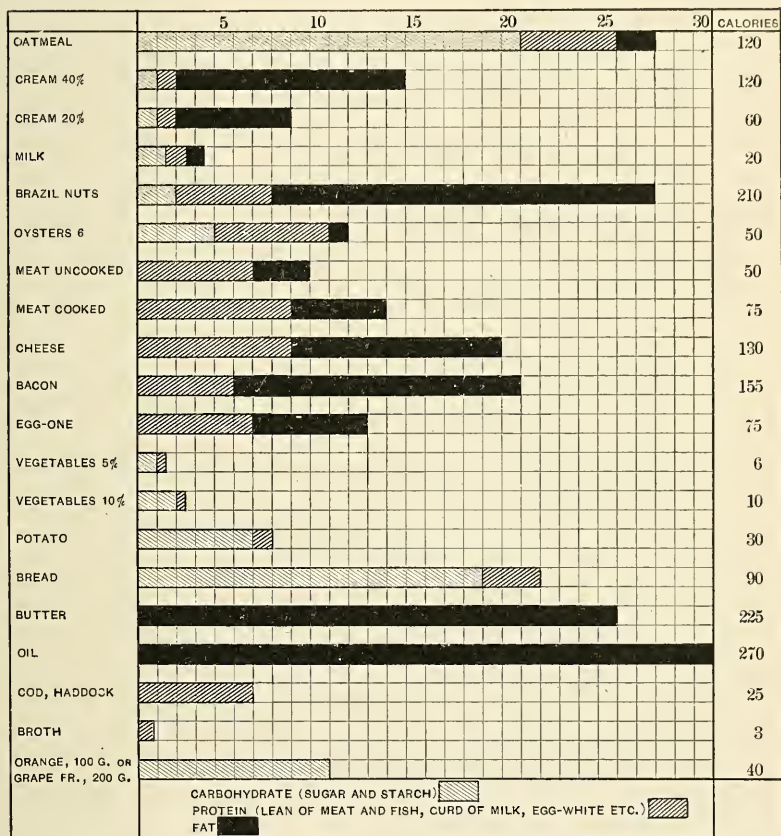 5 10 15 20 25 30 CALORIES
OATMEAL 120
CREAM 40% 120
CREAM 20% 60
MILK 20
BRAZIL NUTS 210
OYSTERS 6 50
MEAT UNCOOKED 50
MEAT COOKED 75
CHEESE 130
BACON 155
EGG-ONE 75
VEGETABLES 5% 6
VEGETABLES 10% 10
POTATO 30
BREAD 90
BUTTER 225
OIL 270
COD, HADDOCK 25
BROTH 3
ORANGE, 100 G. OR
GRAPE FR., 200 G. 40
CARBOHYDRATE (SUGAR AND STARCH)
PROTEIN (LEAN OF MEAT AND FISH, CURD OF MILK, EGG-WHITE ETC.)
FAT